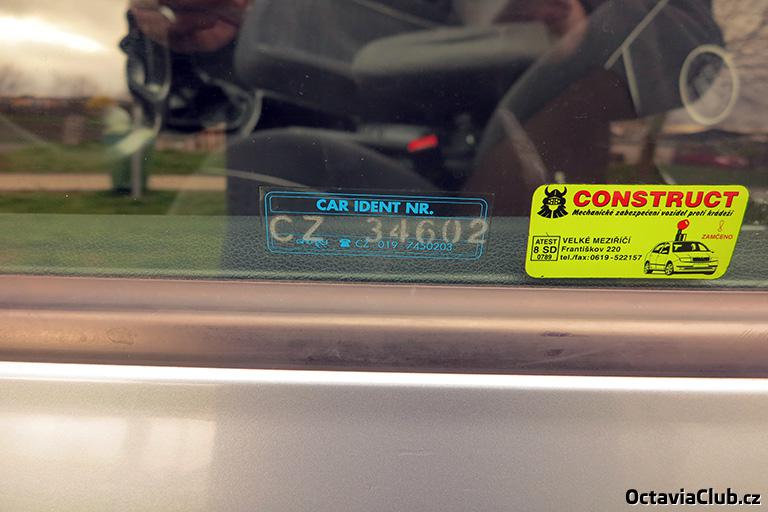 CAR IDENT NR.
CZ 34602
☎ CZ 019 - 7450203
CONSTRUCT
Mechanické zabezpečení vozidel proti krádeži
ZAMČENO
ATEST
8 SD
0789
VELKÉ MEZIŘÍČÍ
Františkov 220
tel./fax:0619-522157
OctaviaClub.cz